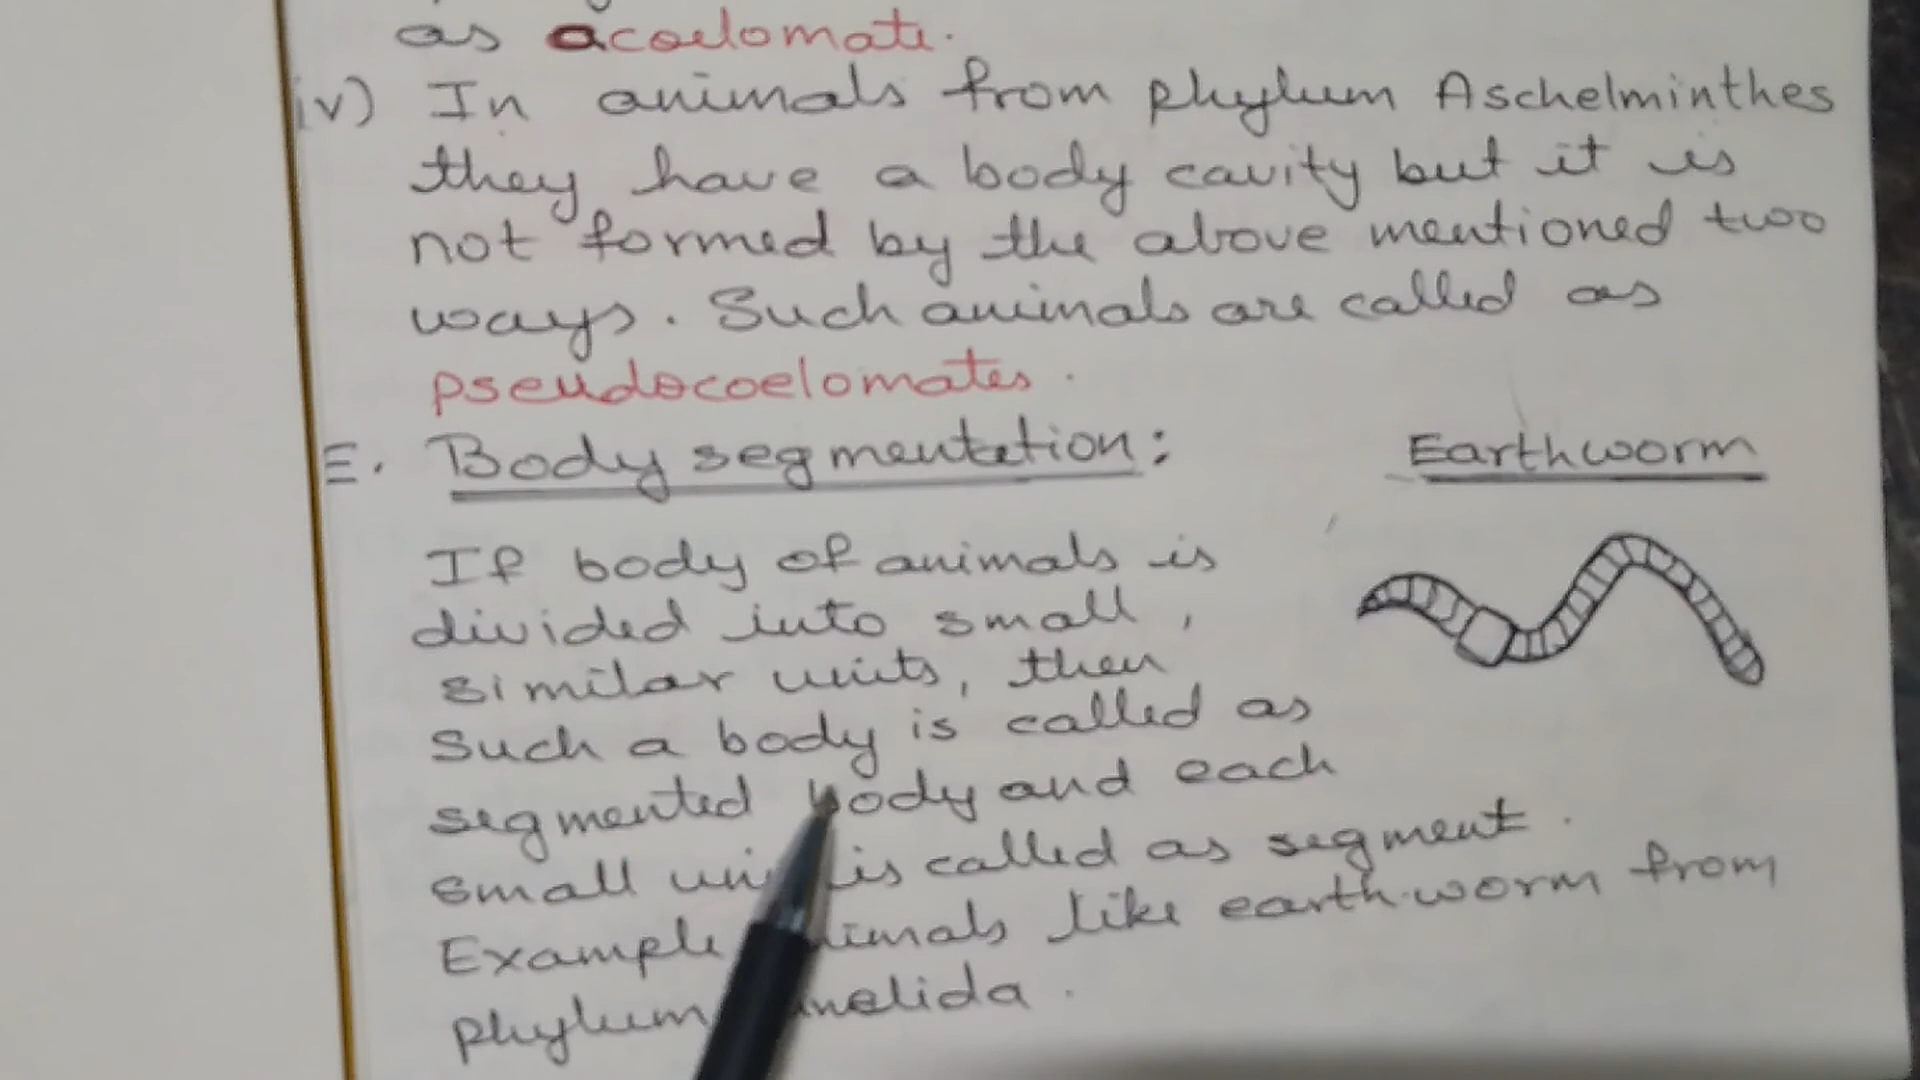 as acoelomate.
iv) In animals from phylum Aschelminthes
they have a body cavity but it is
not formed by the above mentioned two
ways. Such animals are called as
pseudocoelomates.
E. Body segmentation:
Earthworm
If body of animals is
divided into small,
similar units, then
Such a body is called as
segmented body and each
small is called as segment.
Example like earthworm from
phylum